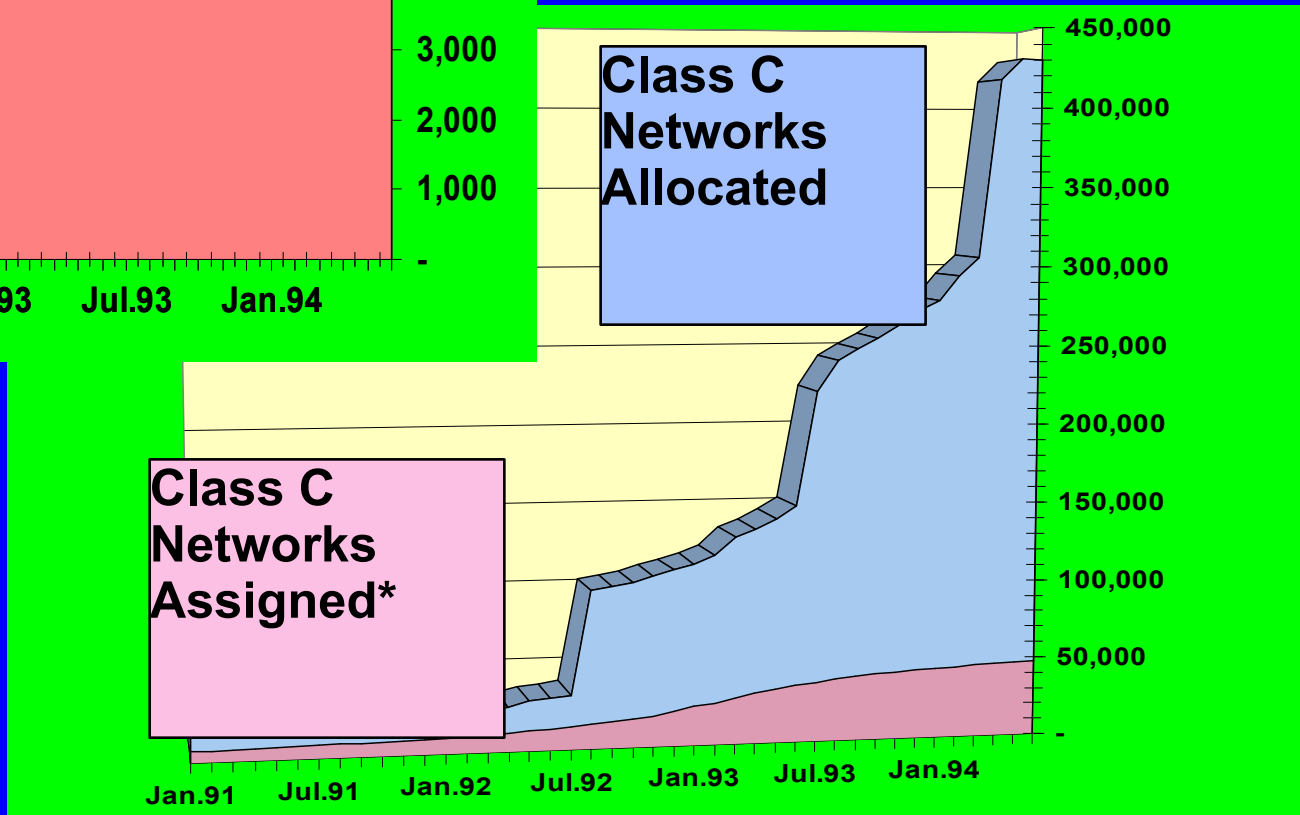 3,000
2,000
1,000
-
93
Jul.93
Jan.94
Class C
Networks
Allocated
Class C
Networks
Assigned*
450,000
400,000
350,000
300,000
250,000
200,000
150,000
100,000
50,000
-
Jan.91
Jul.91
Jan.92
Jul.92
Jan.93
Jul.93
Jan.94